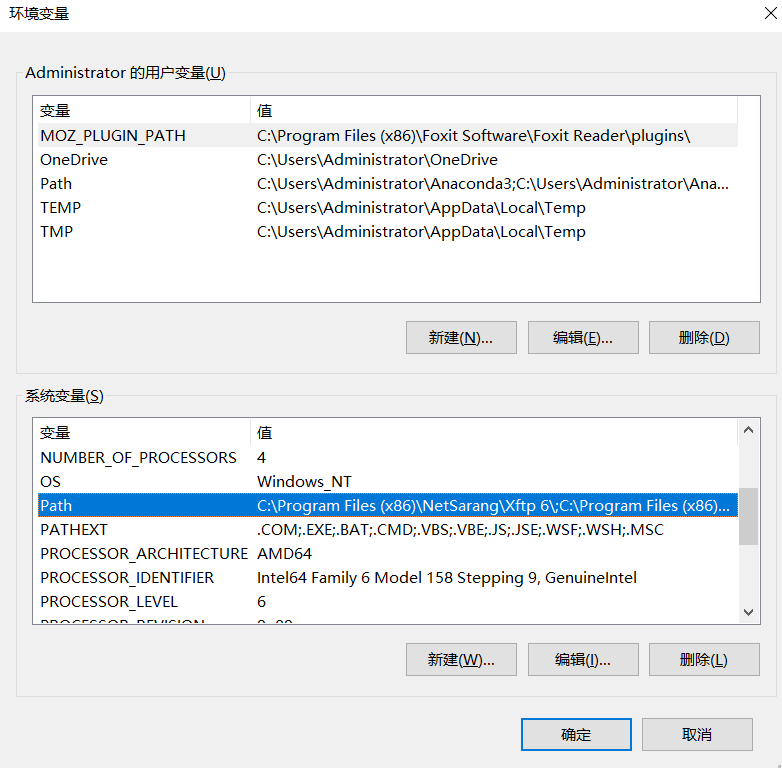 环境变量
Administrator 的用户变量(U)
变量 值
MOZ_PLUGIN_PATH C:\Program Files (x86)\Foxit Software\Foxit Reader\plugins\
OneDrive C:\Users\Administrator\OneDrive
Path C:\Users\Administrator\Anaconda3;C:\Users\Administrator\Ana...
TEMP C:\Users\Administrator\AppData\Local\Temp
TMP C:\Users\Administrator\AppData\Local\Temp
新建(N)... 编辑(E)... 删除(D)
系统变量(S)
变量 值
NUMBER_OF_PROCESSORS 4
OS Windows_NT
Path C:\Program Files (x86)\NetSarang\Xftp 6\;C:\Program Files (x86)...
PATHEXT .COM;.EXE;.BAT;.CMD;.VBS;.VBE;.JS;.JSE;.WSF;.WSH;.MSC
PROCESSOR_ARCHITECTURE AMD64
PROCESSOR_IDENTIFIER Intel64 Family 6 Model 158 Stepping 9, GenuineIntel
PROCESSOR_LEVEL 6
新建(W)... 编辑(I)... 删除(L)
确定 取消